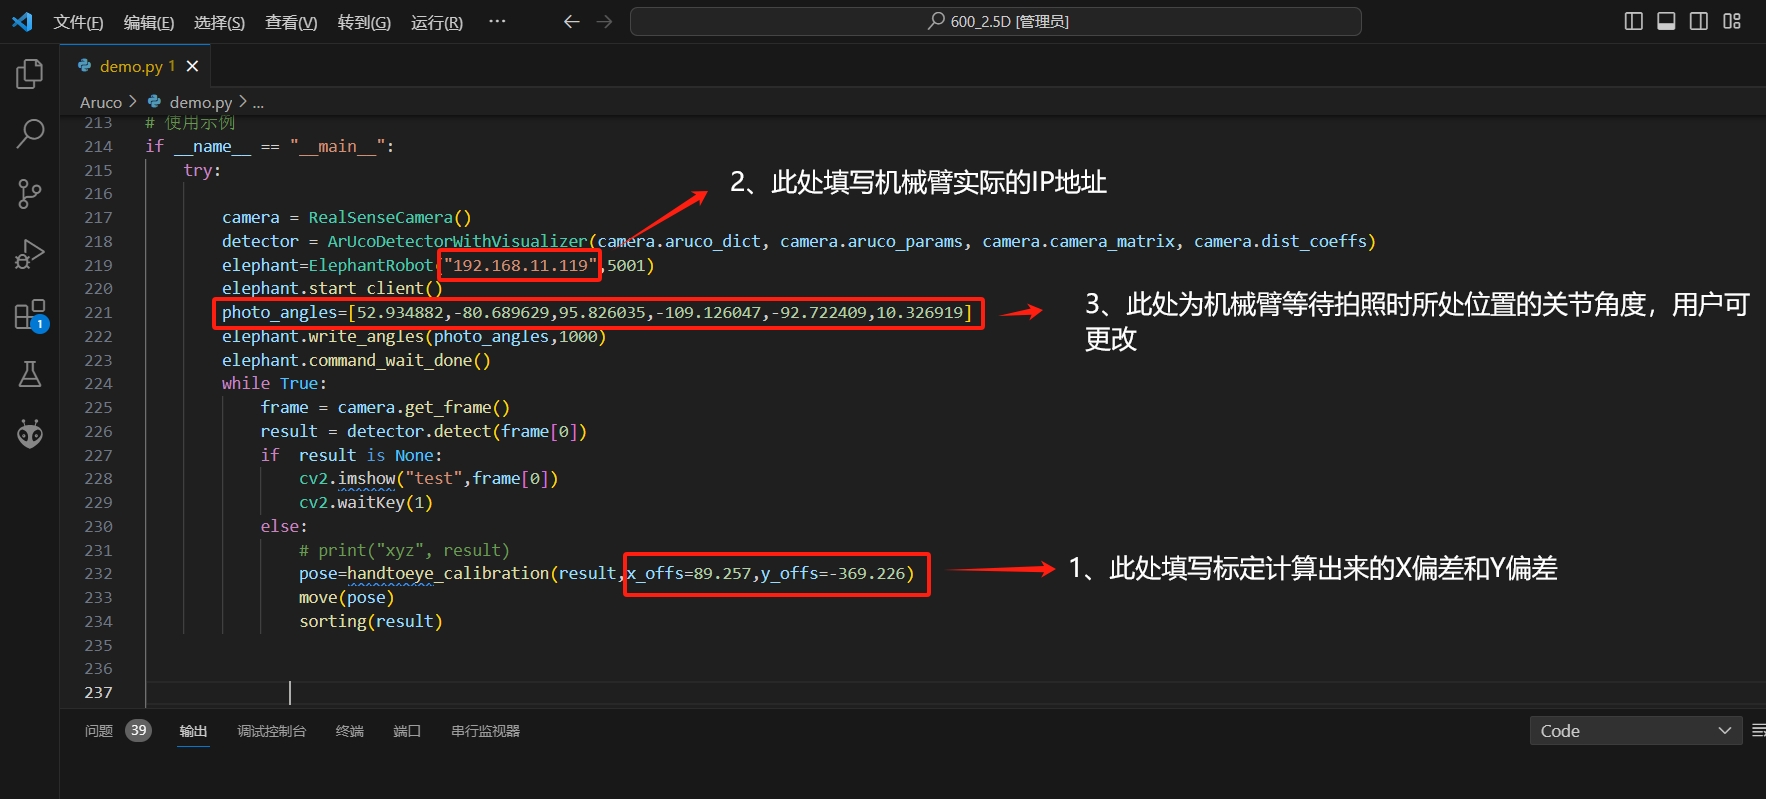 文件(F) 编辑(E) 选择(S) 查看(V) 转到(G) 运行(R) ··· 600_2.5D [管理员]
demo.py 1
Aruco > demo.py > ...
213 # 使用示例
214 if __name__ == "__main__":
215 try:
216
2、此处填写机械臂实际的IP地址
217 camera = RealSenseCamera()
218 detector = ArUcoDetectorWithVisualizer(camera.aruco_dict, camera.aruco_params, camera.camera_matrix, camera.dist_coeffs)
219 elephant=ElephantRobot("192.168.11.119",5001)
220 elephant.start_client()
221 photo_angles=[52.934882,-80.689629,95.826035,-109.126047,-92.722409,10.326919]
3、此处为机械臂等待拍照时所处位置的关节角度，用户可
更改
222 elephant.write_angles(photo_angles,1000)
223 elephant.command_wait_done()
224 while True:
225 frame = camera.get_frame()
226 result = detector.detect(frame[0])
227 if result is None:
228 cv2.imshow("test",frame[0])
229 cv2.waitKey(1)
230 else:
231 # print("xyz", result)
232 pose=handtoeye_calibration(result,x_offs=89.257,y_offs=-369.226)
1、此处填写标定计算出来的X偏差和Y偏差
233 move(pose)
234 sorting(result)
235
236
237
1
问题 39 输出 调试控制台 终端 端口 串行监视器 Code